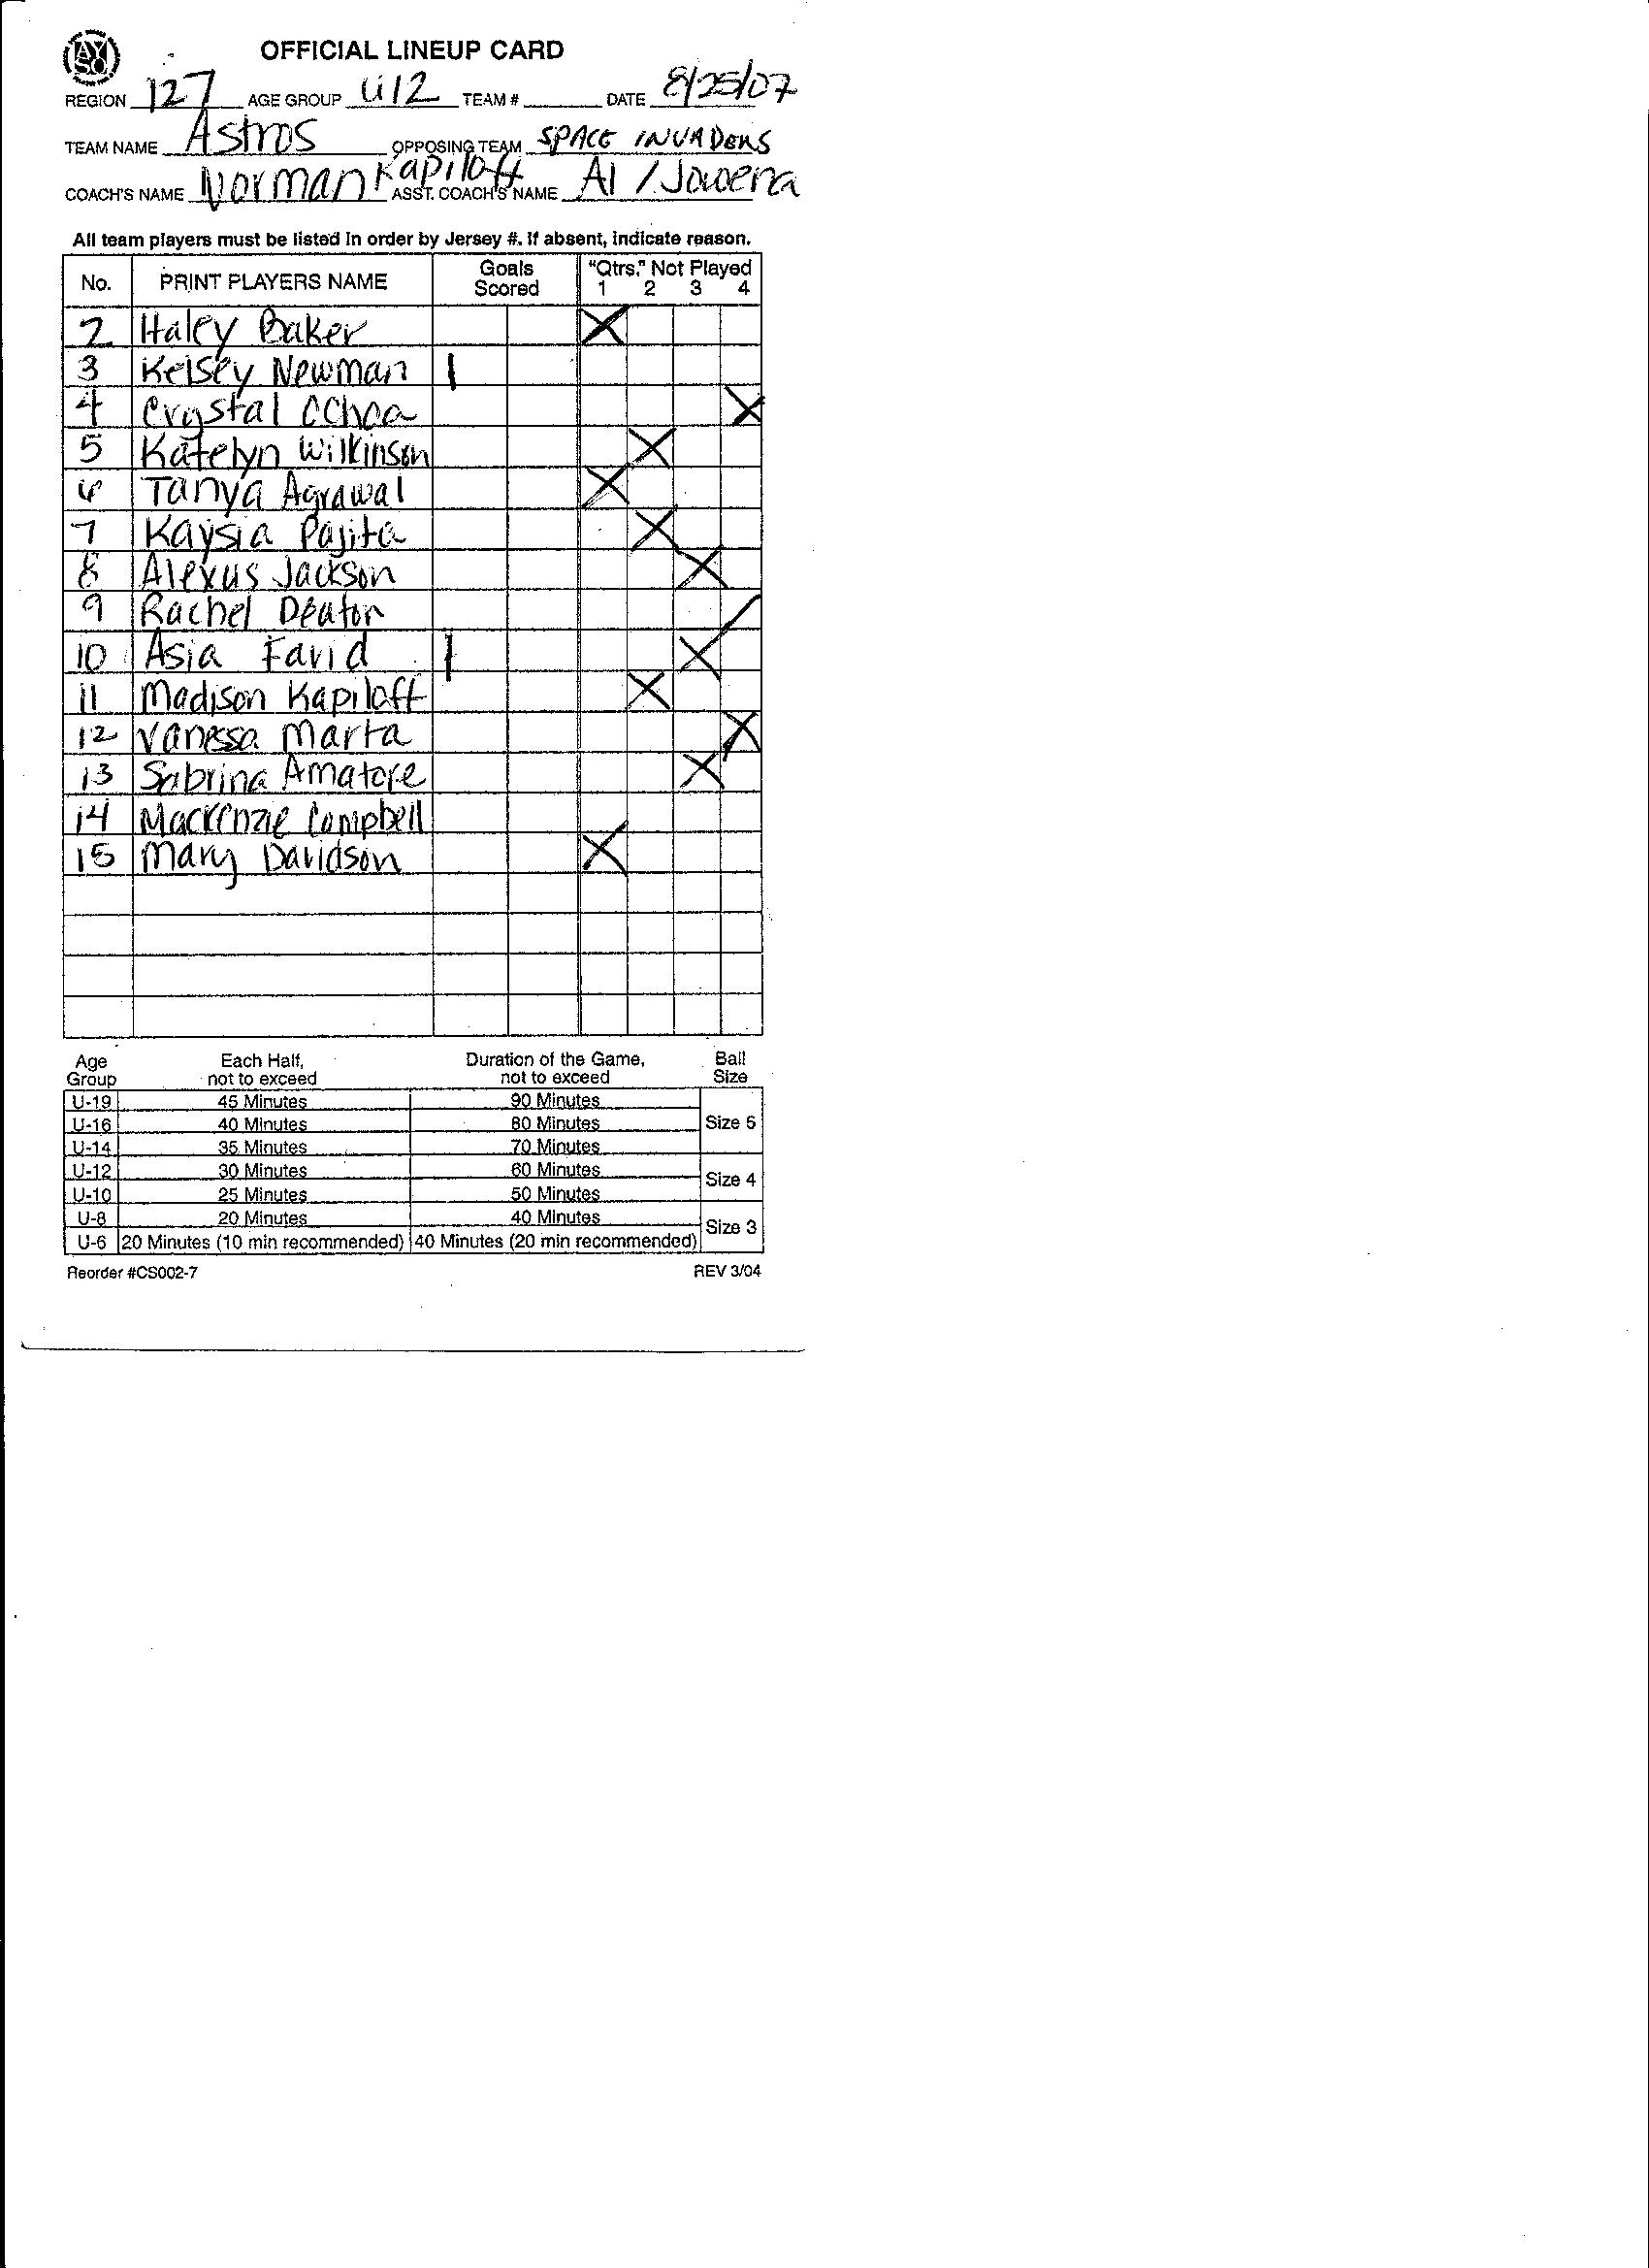 AYSO OFFICIAL LINEUP CARD
REGION 127 AGE GROUP U12 TEAM # DATE 8/25/07
TEAM NAME Astros OPPOSING TEAM SPACE INVADERS
COACH'S NAME Norman Kapiloff ASST. COACH'S NAME Al / Jowena
All team players must be listed in order by Jersey #. If absent, indicate reason.
No. PRINT PLAYERS NAME Goals Scored "Qtrs." Not Played 1 2 3 4
2 Haley Baker X
3 Kelsey Newman 1
4 Crystal Ochoa X
5 Katelyn Wilkinson X
6 Tanya Agrawal X
7 Kaysia Pajita X
8 Alexus Jackson X
9 Rachel Deaton /
10 Asia Farid 1 X
11 Madison Kapiloff X
12 Vanessa Marta X
13 Sabrina Amatore X
14 Mackenzie Campbell
15 Mary Davidson X
Age Group Each Half, not to exceed Duration of the Game, not to exceed Ball Size
U-19 45 Minutes 90 Minutes
U-16 40 Minutes 80 Minutes Size 5
U-14 35 Minutes 70 Minutes
U-12 30 Minutes 60 Minutes
U-10 25 Minutes 50 Minutes Size 4
U-8 20 Minutes 40 Minutes
U-6 20 Minutes (10 min recommended) 40 Minutes (20 min recommended) Size 3
Reorder #CS002-7 REV 3/04